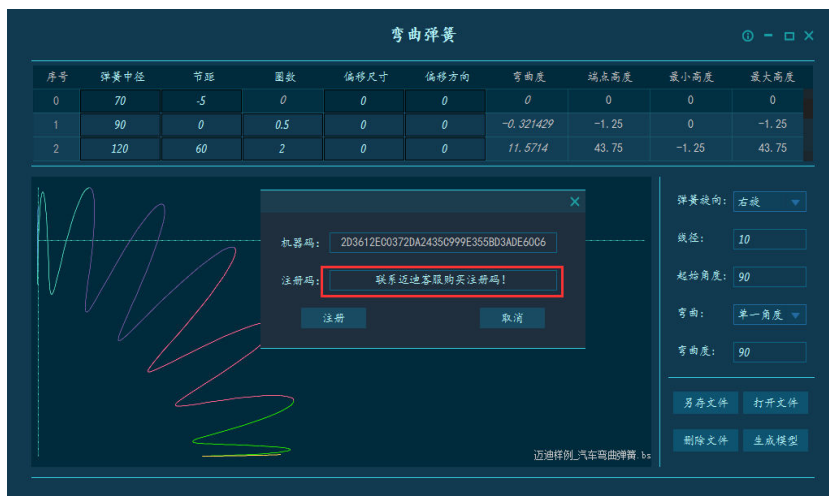 弯曲弹簧
序号 弹簧中径 节距 圈数 偏移尺寸 偏移方向 弯曲度 端点高度 最小高度 最大高度
0 70 -5 0 0 0 0 0 0 0
1 90 0 0.5 0 0 -0.321429 -1.25 0 -1.25
2 120 60 2 0 0 11.5714 43.75 -1.25 43.75
弹簧旋向: 右旋
线径: 10
起始角度: 90
弯曲: 单一角度
弯曲度: 90
机器码: 2D3612EC0372DA2435C999E355BD3ADE60C6
注册码: 联系迈迪客服购买注册码!
注册 取消
另存文件 打开文件
删除文件 生成模型
迈迪样例_汽车弯曲弹簧.bs